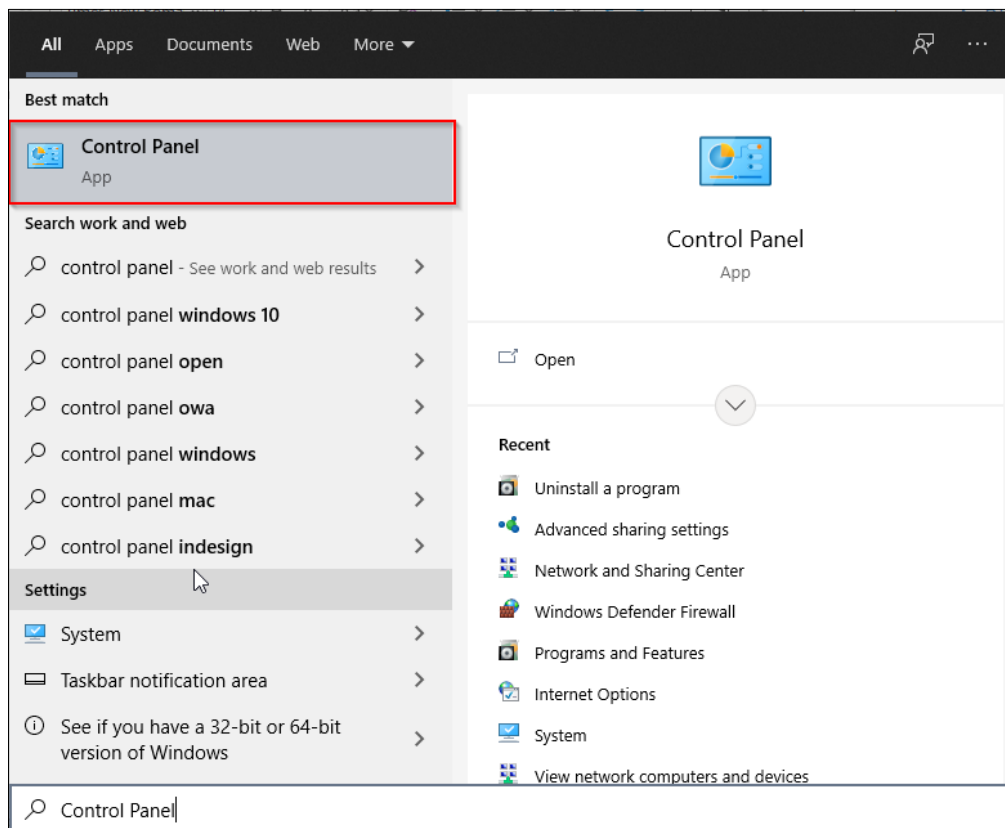 All Apps Documents Web More
Best match
Control Panel
App
Search work and web
control panel - See work and web results
control panel windows 10
control panel open
control panel owa
control panel windows
control panel mac
control panel indesign
Settings
System
Taskbar notification area
See if you have a 32-bit or 64-bit
version of Windows
Control Panel
App
Open
Recent
Uninstall a program
Advanced sharing settings
Network and Sharing Center
Windows Defender Firewall
Programs and Features
Internet Options
System
View network computers and devices
Control Panel